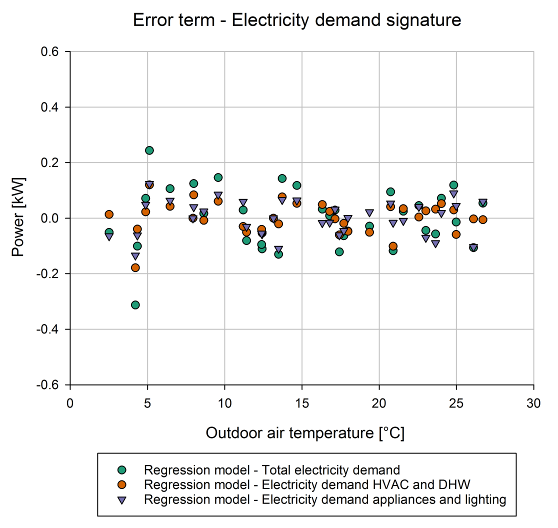 Error term - Electricity demand signature
Power [kW]
0.6
0.4
0.2
0.0
-0.2
-0.4
-0.6
0 5 10 15 20 25 30
Outdoor air temperature [°C]
Regression model - Total electricity demand
Regression model - Electricity demand HVAC and DHW
Regression model - Electricity demand appliances and lighting